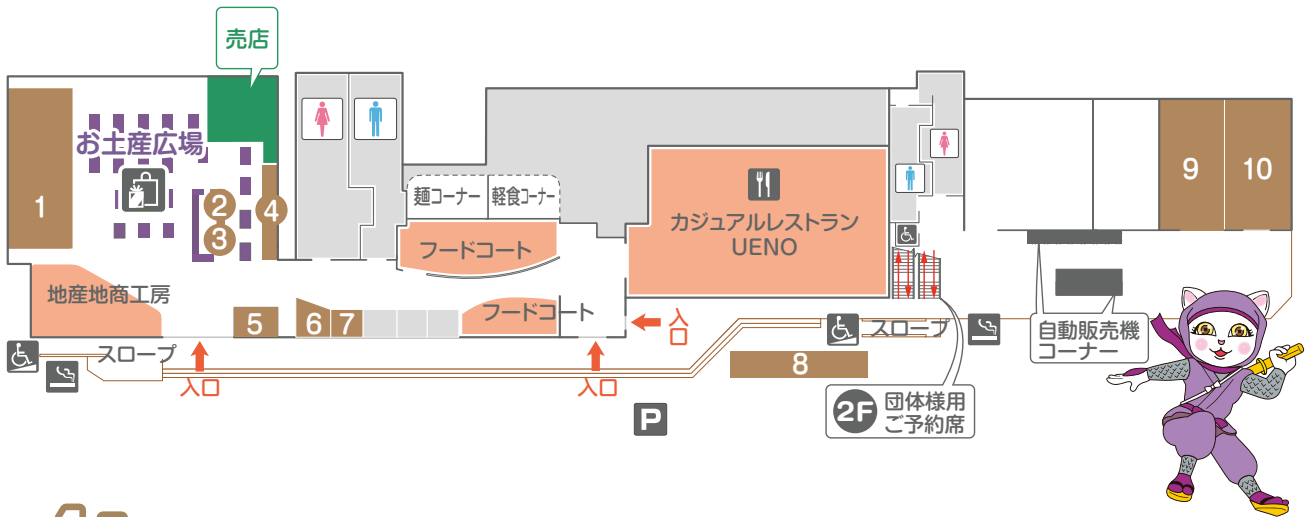 売店
お土産広場
1
2
3
4
麺コーナー
軽食コーナー
フードコート
カジュアルレストラン
UENO
9
10
地産地商工房
5
6
7
フードコート
入口
自動販売機
コーナー
スロープ
スロープ
8
入口
入口
P
2F
団体様用
ご予約席